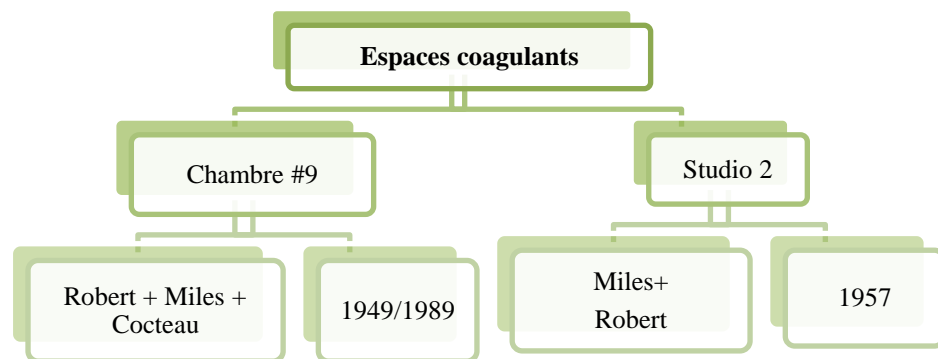 Espaces coagulants
Chambre #9
Studio 2
Robert + Miles +
Cocteau
1949/1989
Miles+
Robert
1957